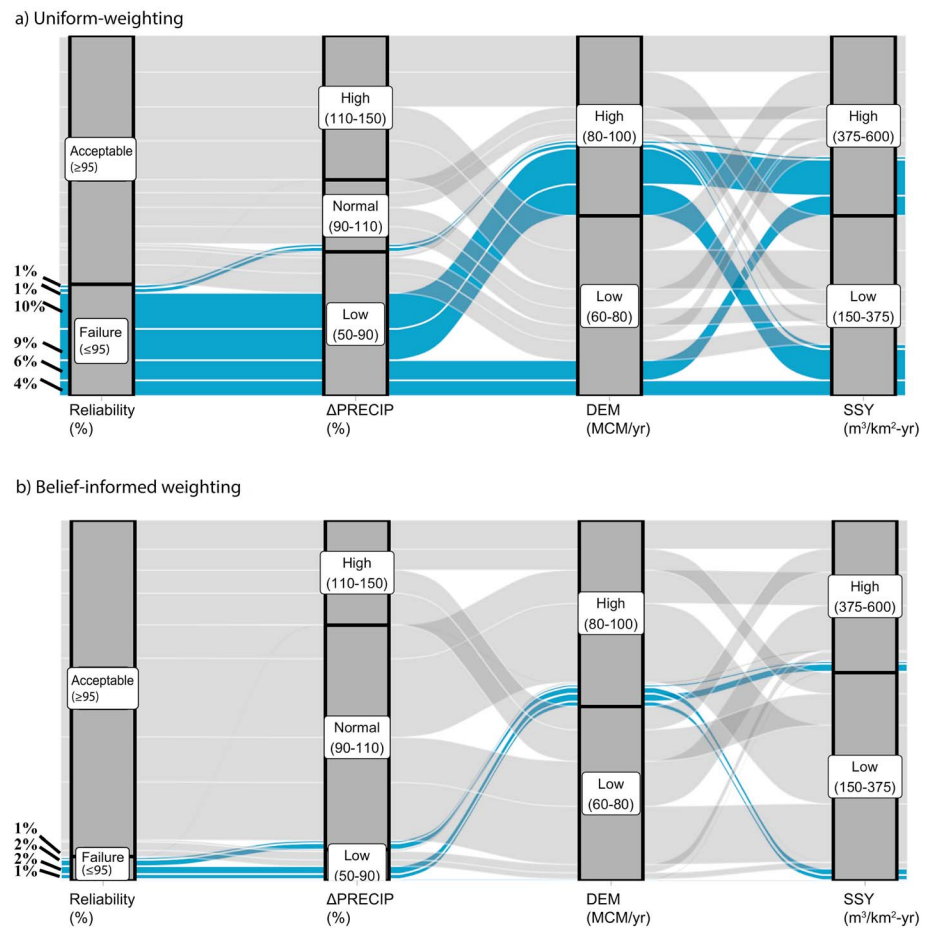 a) Uniform-weighting
High
(110-150)
High
(80-100)
High
(375-600)
Acceptable
(≥95)
Normal
(90-110)
1%
1%
10%
9%
6%
4%
Failure
(≤95)
Low
(50-90)
Low
(60-80)
Low
(150-375)
Reliability
(%)
ΔPRECIP
(%)
DEM
(MCM/yr)
SSY
(m³/km²-yr)
b) Belief-informed weighting
High
(110-150)
High
(80-100)
High
(375-600)
Acceptable
(≥95)
Normal
(90-110)
Low
(60-80)
Low
(150-375)
1%
2%
2%
1%
Failure
(≤95)
Low
(50-90)
Reliability
(%)
ΔPRECIP
(%)
DEM
(MCM/yr)
SSY
(m³/km²-yr)